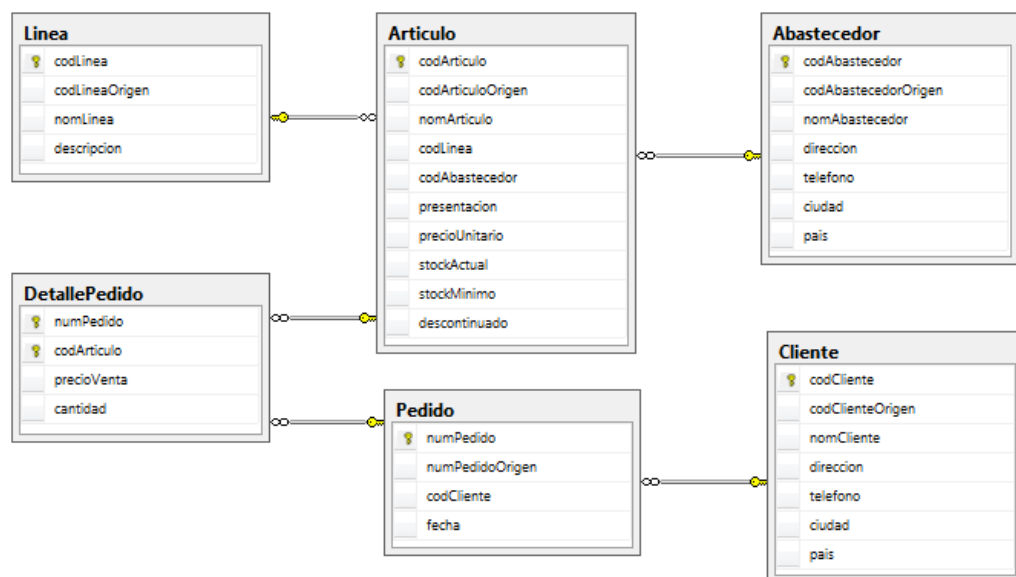 Linea
codLinea
codLineaOrigen
nomLinea
descripcion
Articulo
codArticulo
codArticuloOrigen
nomArticulo
codLinea
codAbastecedor
presentacion
precioUnitario
stockActual
stockMinimo
descontinuado
Abastecedor
codAbastecedor
codAbastecedorOrigen
nomAbastecedor
direccion
telefono
ciudad
pais
DetallePedido
numPedido
codArticulo
precioVenta
cantidad
Pedido
numPedido
numPedidoOrigen
codCliente
fecha
Cliente
codCliente
codClienteOrigen
nomCliente
direccion
telefono
ciudad
pais